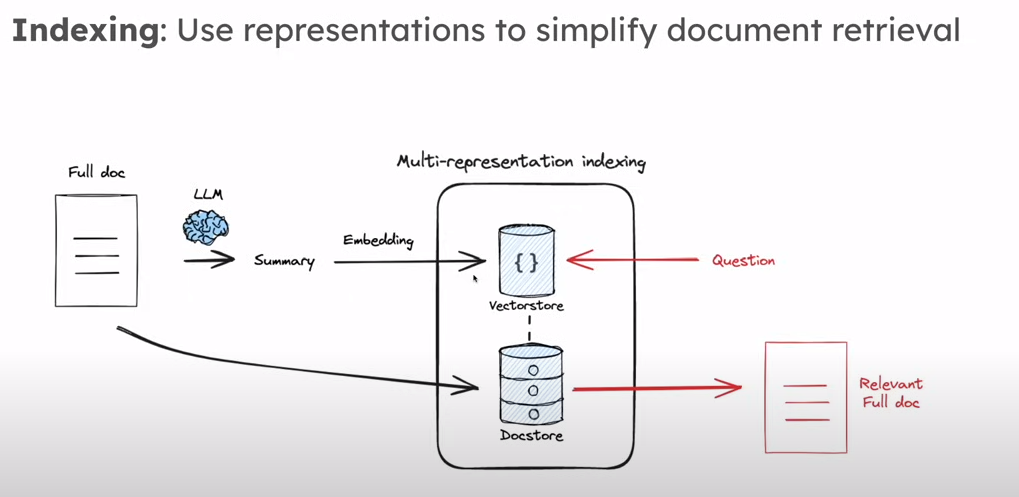 Indexing: Use representations to simplify document retrieval
Multi-representation indexing
Full doc
LLM
Summary
Embedding
{}
Vectorstore
Question
Docstore
Relevant
Full doc